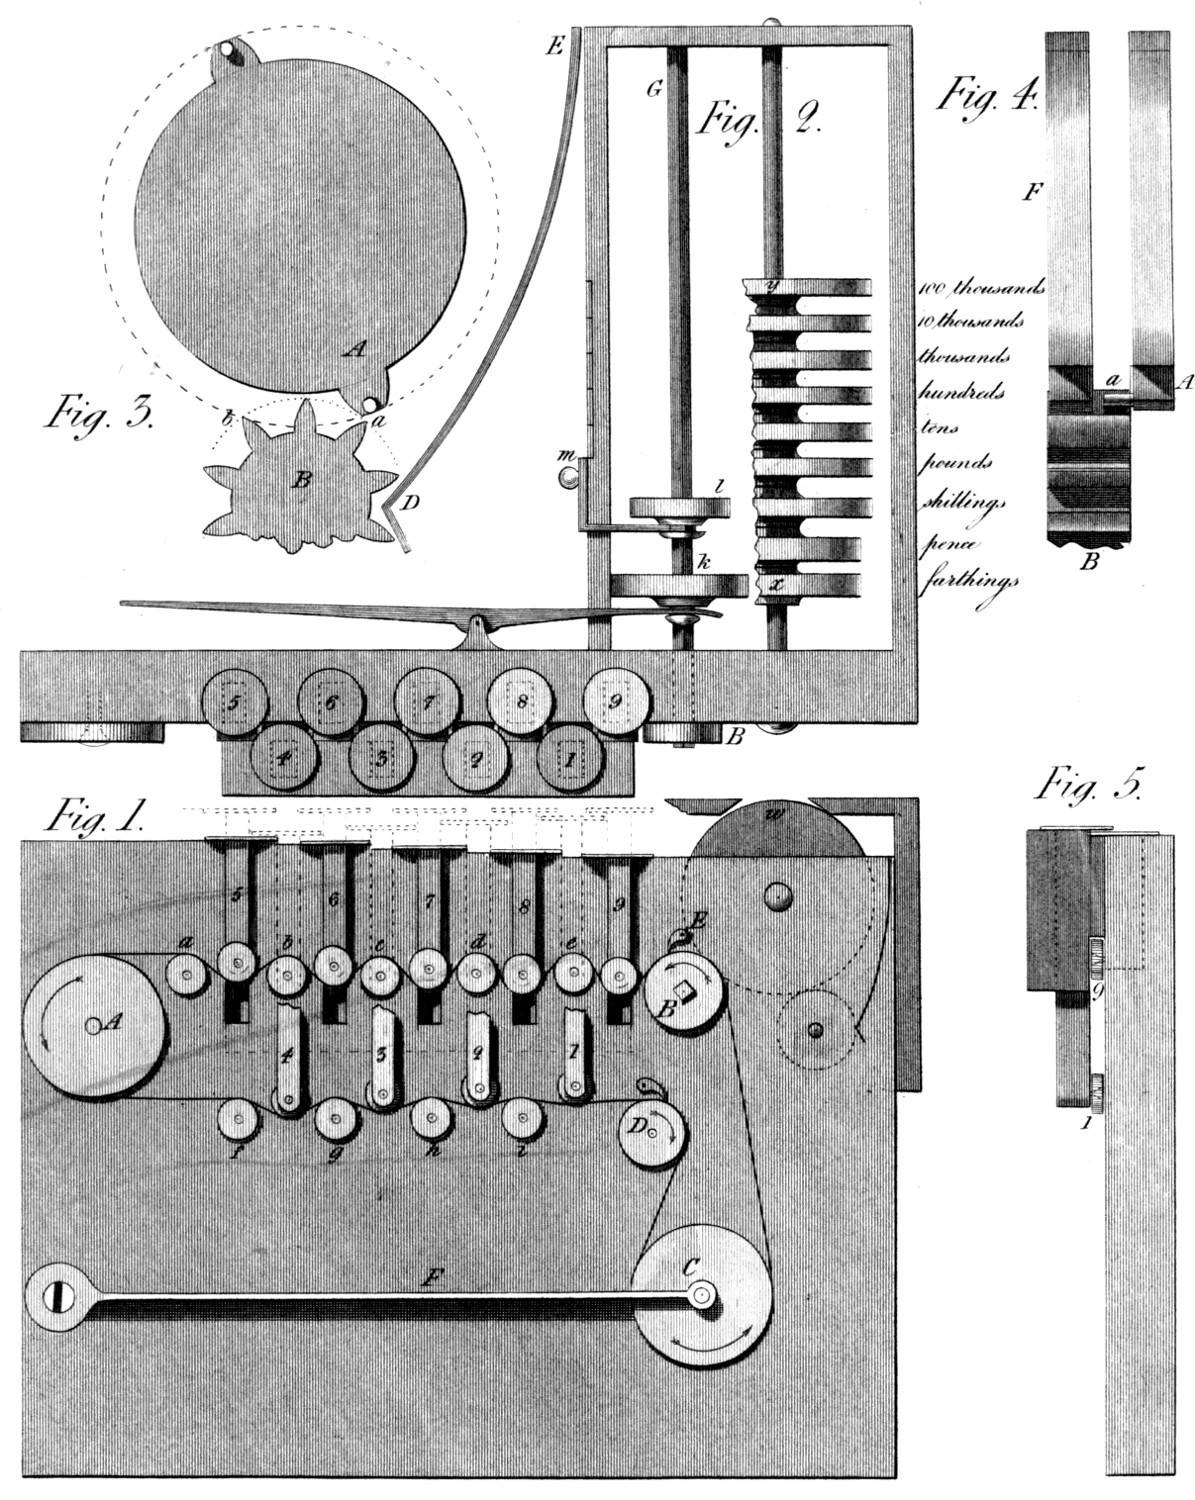 E
G
Fig. 2.
Fig. 4.
F
y
100 thousands
10 thousands
thousands
hundreds
tens
pounds
shillings
pence
farthings
A
Fig. 3.
b
a
B
D
m
l
k
x
a
A
B
5 6 7 8 9
4 3 2 1
B
Fig. 1.
w
Fig. 5.
5 6 7 8 9
a b c d e
E
A
B
4 3 2 1
D
f g h i
F
C
9
1